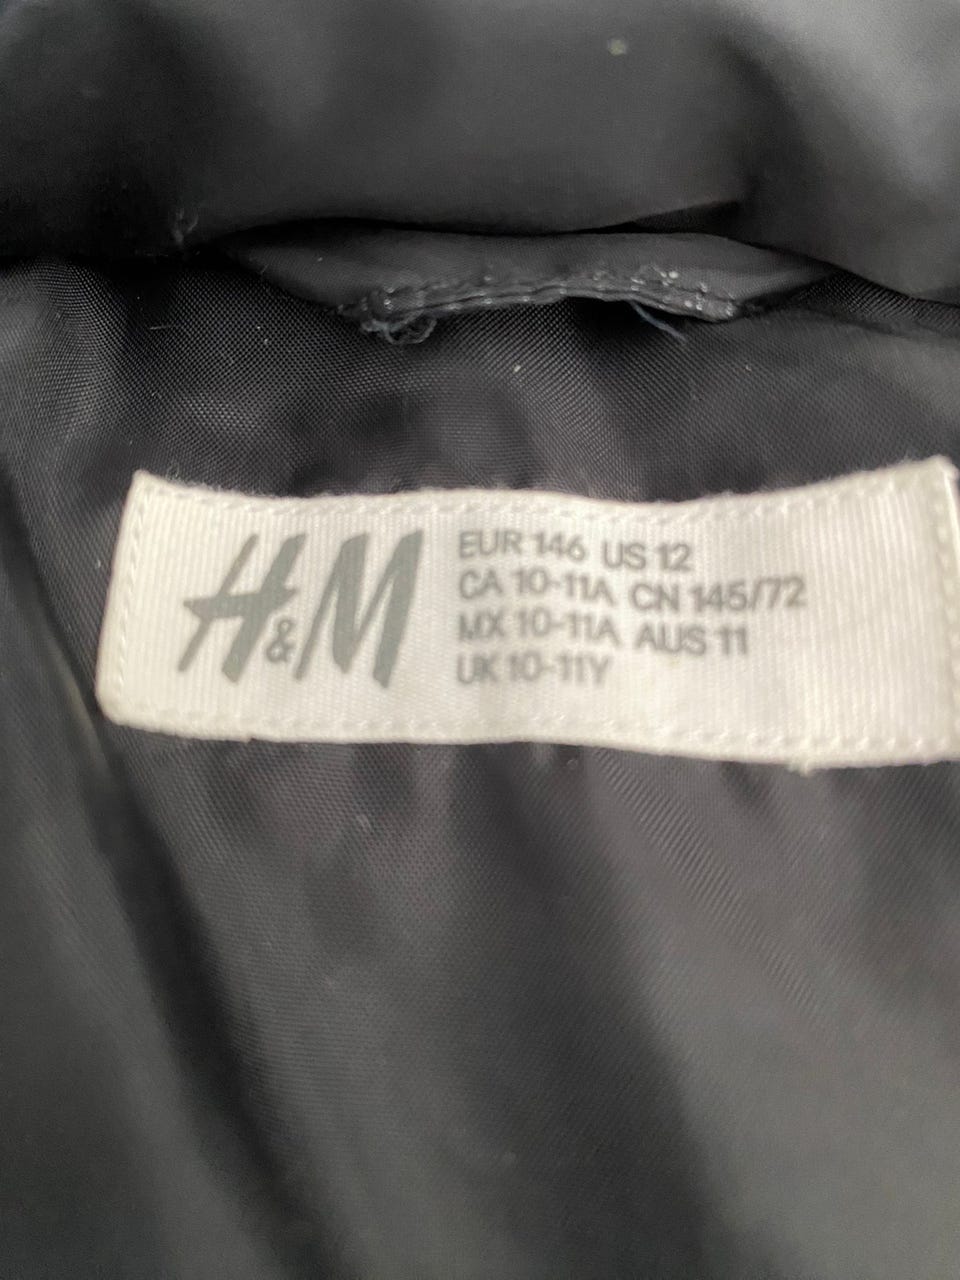 H&M
EUR 146 US 12
CA 10-11A CN 145/72
MX 10-11A AUS 11
UK 10-11Y